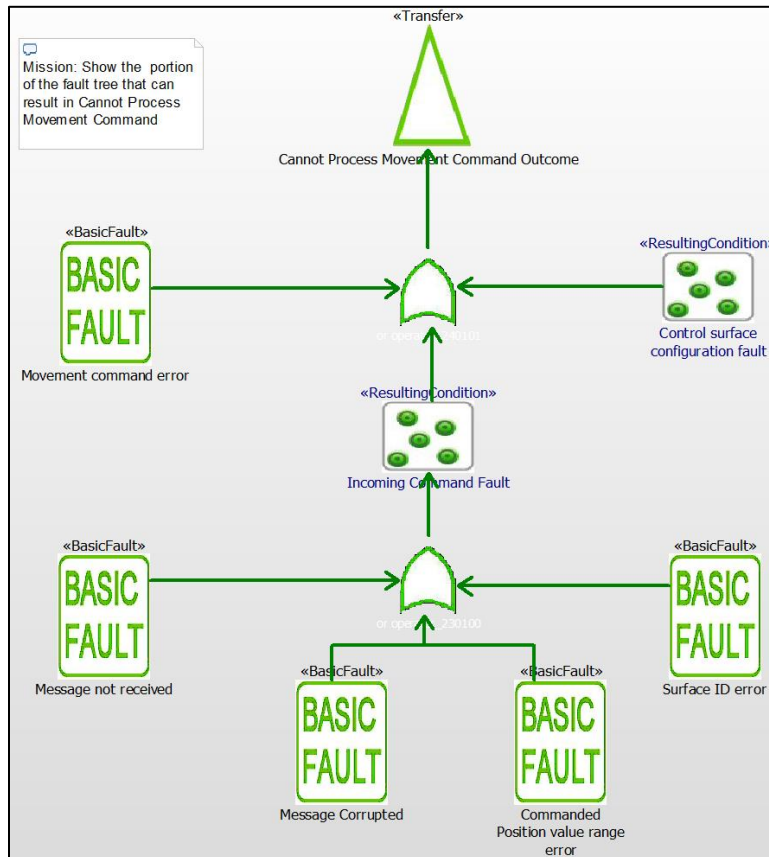 «Transfer»
Mission: Show the portion
of the fault tree that can
result in Cannot Process
Movement Command
Cannot Process Movement Command Outcome
«BasicFault»
BASIC
FAULT
Movement command error
«ResultingCondition»
Control surface
configuration fault
«ResultingCondition»
Incoming Command Fault
«BasicFault»
BASIC
FAULT
Message not received
or operator_230100
«BasicFault»
BASIC
FAULT
Surface ID error
«BasicFault»
BASIC
FAULT
Message Corrupted
«BasicFault»
BASIC
FAULT
Commanded
Position value range
error